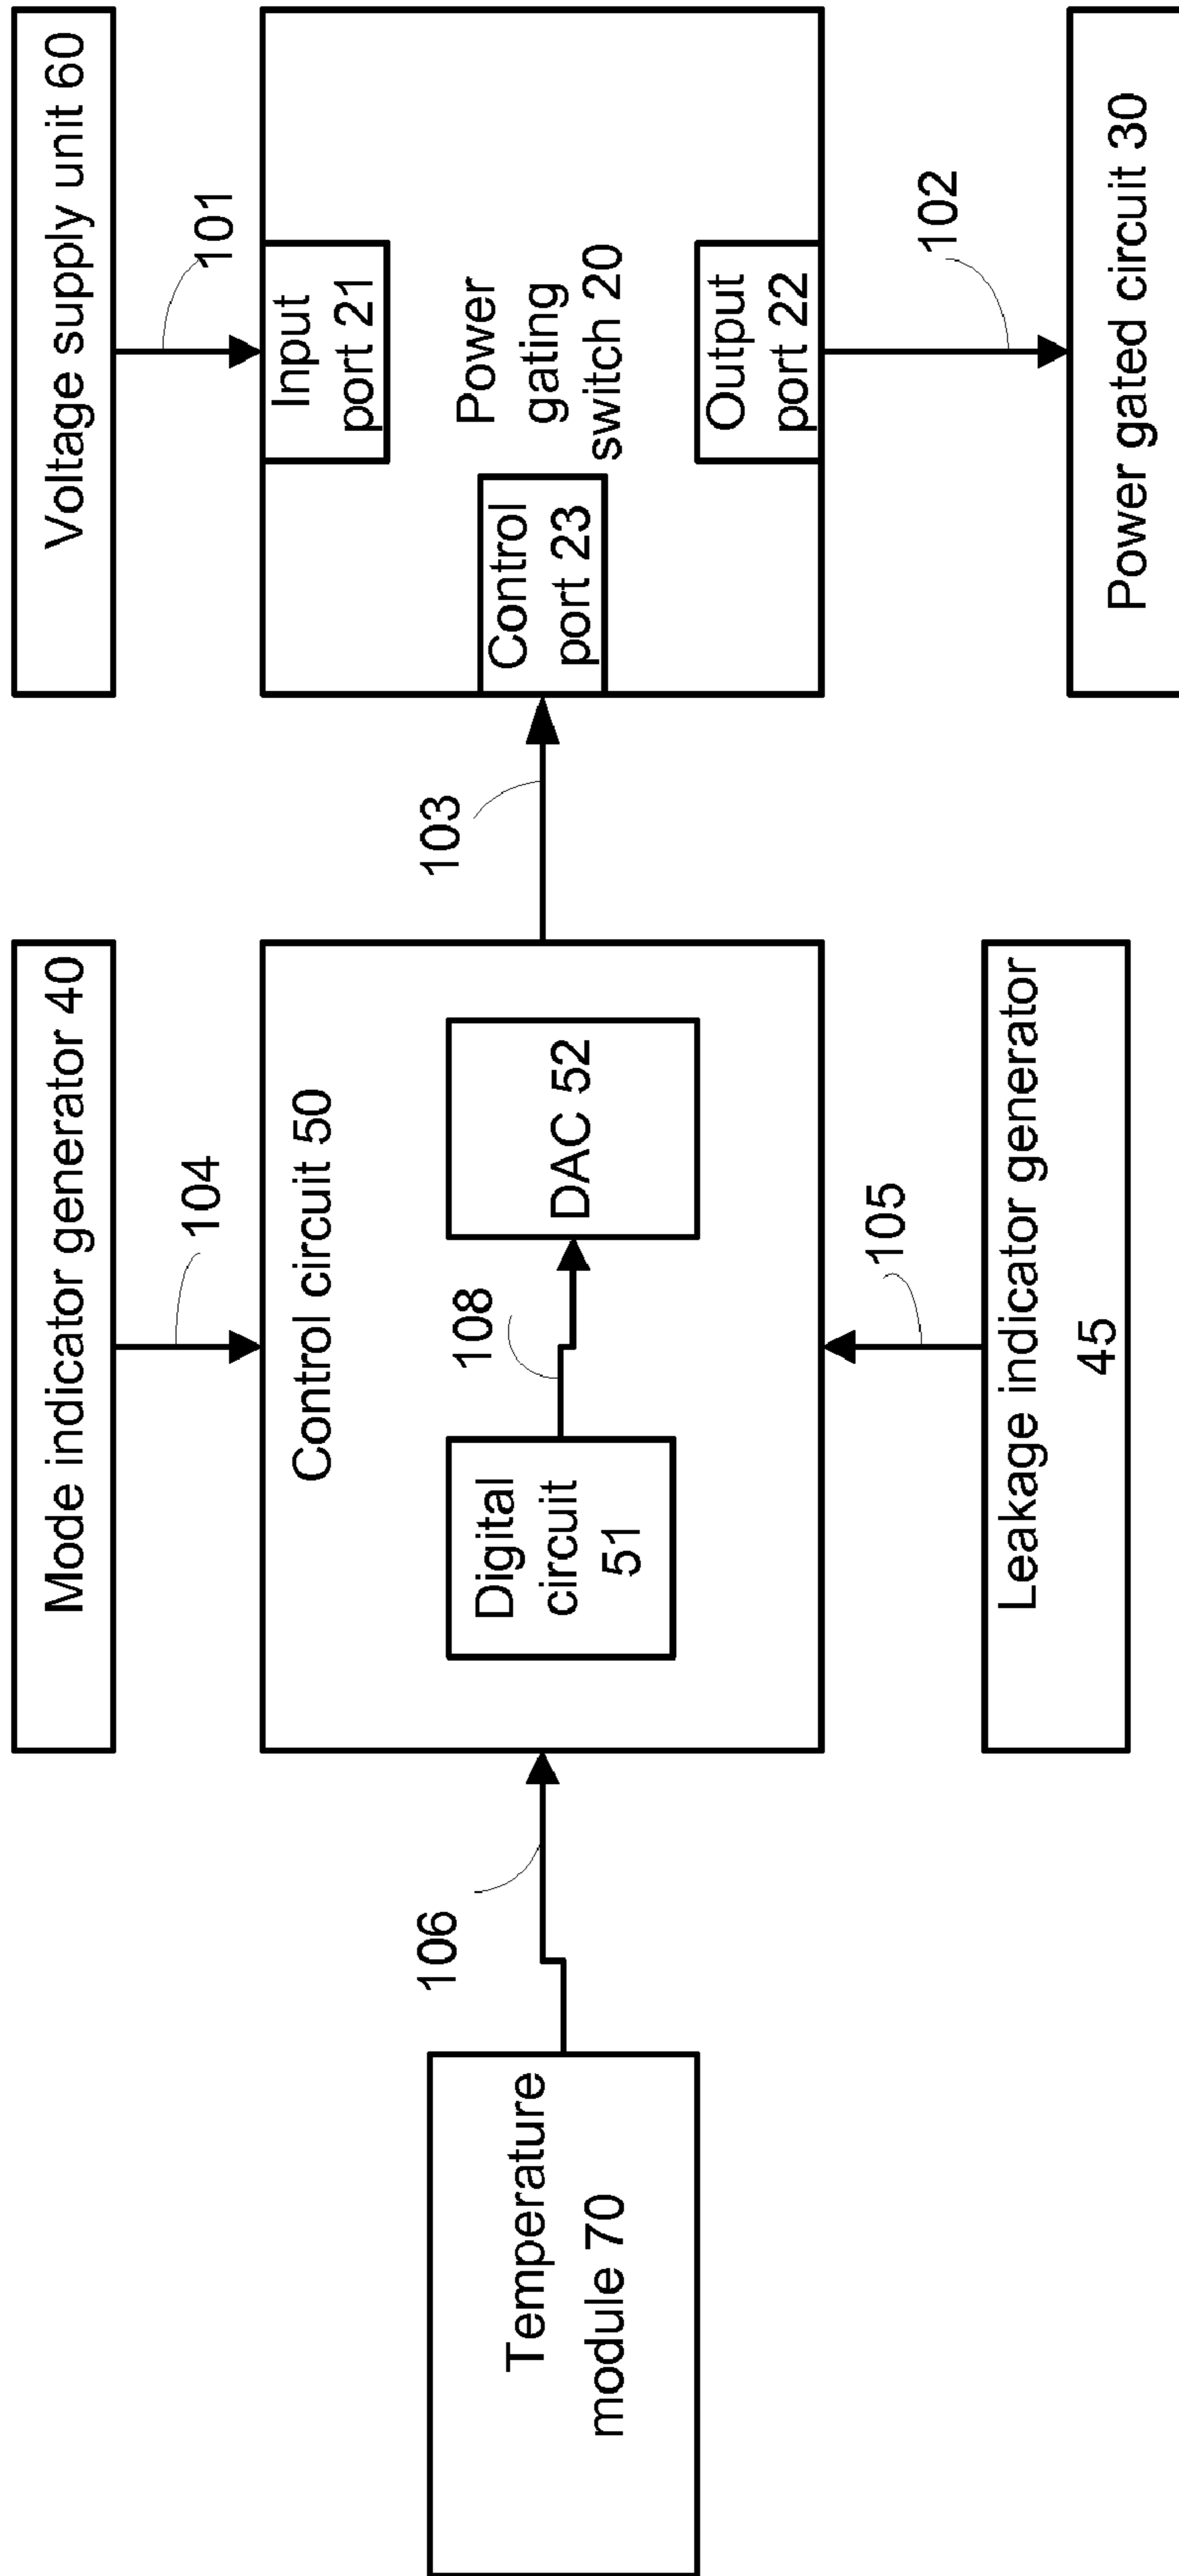 Mode indicator generator 40
Voltage supply unit 60
104
101
Control circuit 50
Input
port 21
106
103
108
Control
port 23
Power
gating
switch 20
Temperature
module 70
Digital
circuit
51
DAC 52
Output
port 22
105
102
Leakage indicator generator
45
Power gated circuit 30